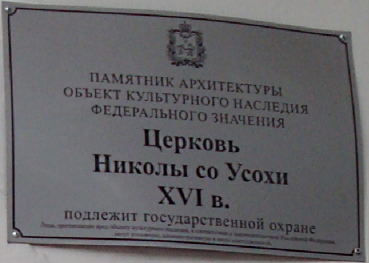 ПАМЯТНИК АРХИТЕКТУРЫ
ОБЪЕКТ КУЛЬТУРНОГО НАСЛЕДИЯ
ФЕДЕРАЛЬНОГО ЗНАЧЕНИЯ
Церковь
Николы со Усохи
XVI в.
подлежит государственной охране